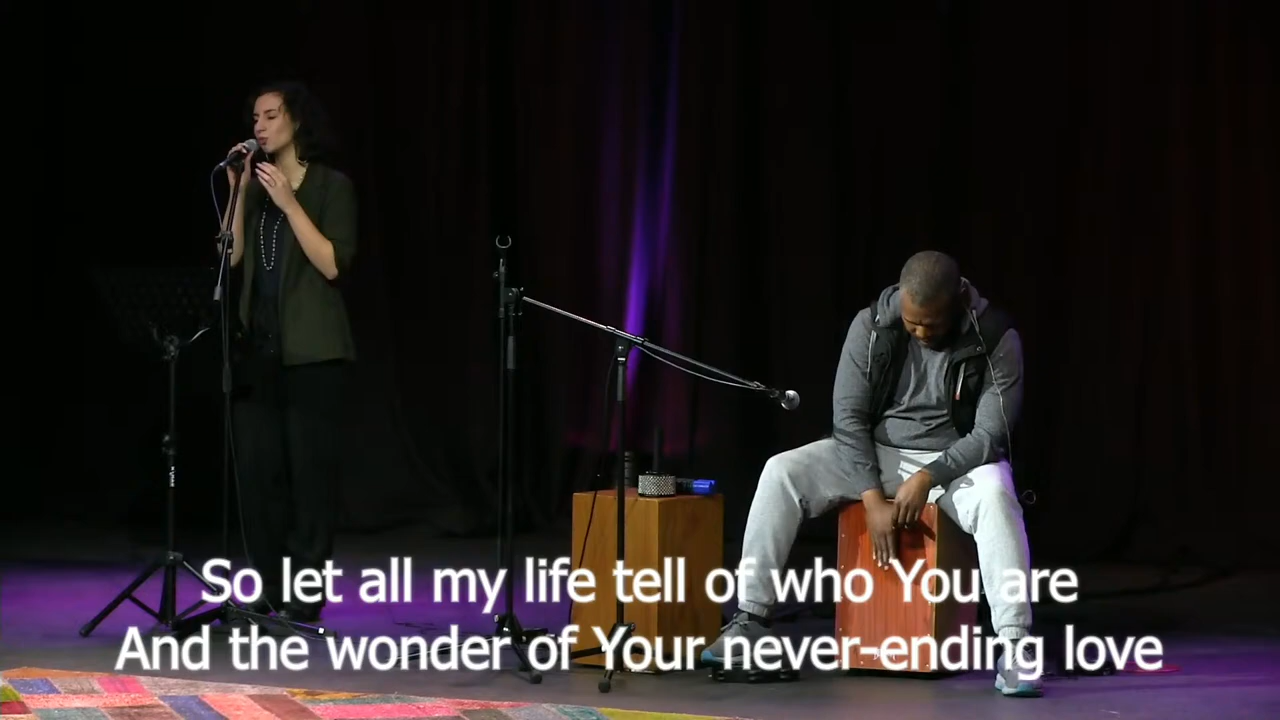 So let all my life tell of who You are
And the wonder of Your never-ending love